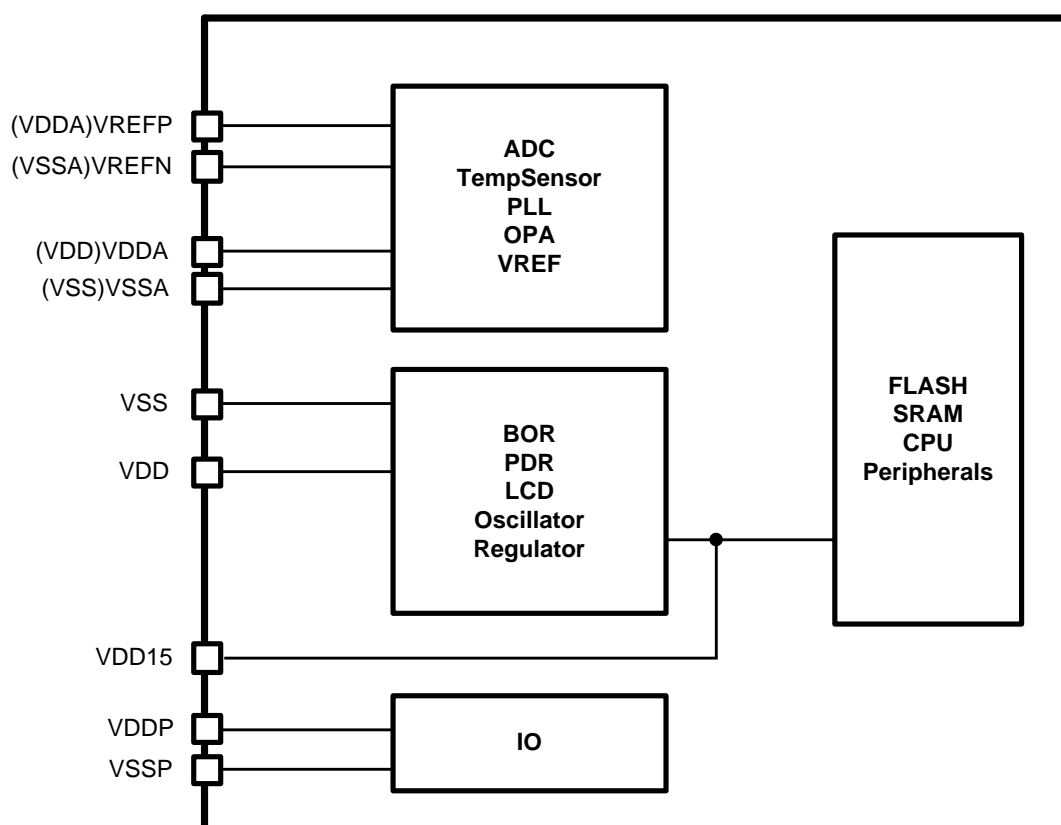 (VDDA)VREFP
(VSSA)VREFN
(VDD)VDDA
(VSS)VSSA
ADC
TempSensor
PLL
OPA
VREF
VSS
VDD
BOR
PDR
LCD
Oscillator
Regulator
FLASH
SRAM
CPU
Peripherals
VDD15
VDDP
VSSP
IO